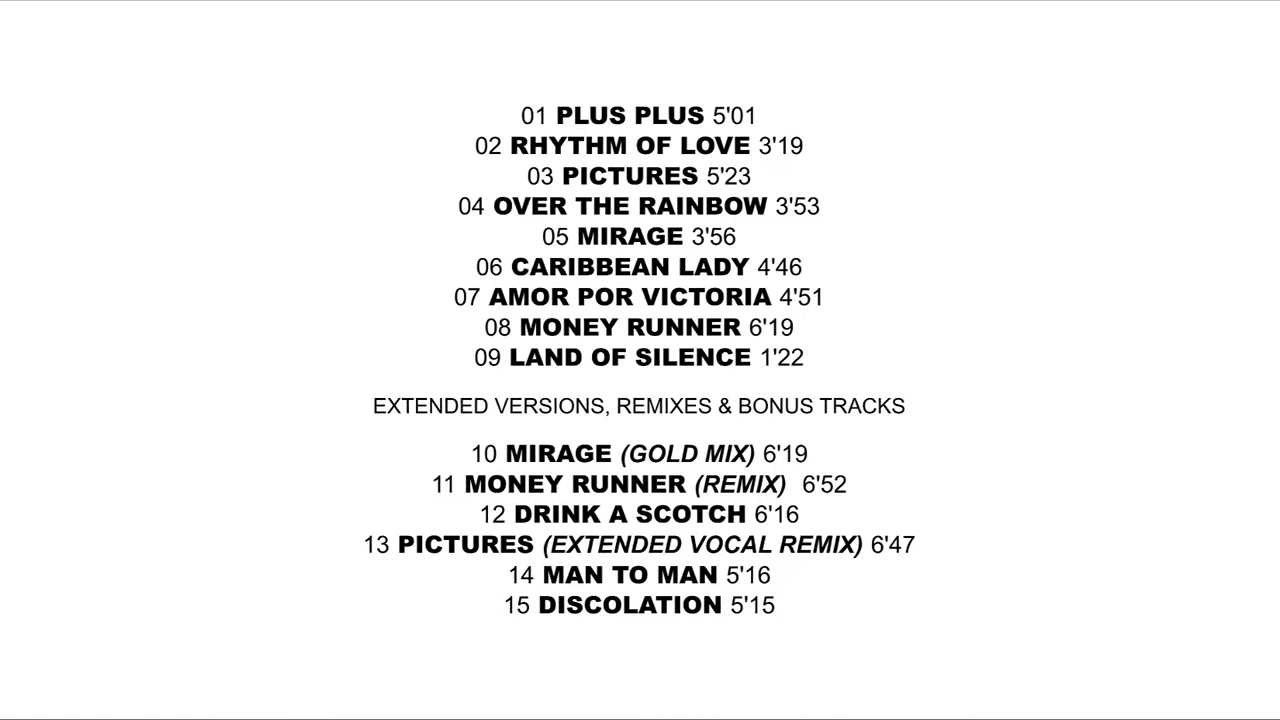 01 PLUS PLUS 5'01
02 RHYTHM OF LOVE 3'19
03 PICTURES 5'23
04 OVER THE RAINBOW 3'53
05 MIRAGE 3'56
06 CARIBBEAN LADY 4'46
07 AMOR POR VICTORIA 4'51
08 MONEY RUNNER 6'19
09 LAND OF SILENCE 1'22
EXTENDED VERSIONS, REMIXES & BONUS TRACKS
10 MIRAGE (GOLD MIX) 6'19
11 MONEY RUNNER (REMIX) 6'52
12 DRINK A SCOTCH 6'16
13 PICTURES (EXTENDED VOCAL REMIX) 6'47
14 MAN TO MAN 5'16
15 DISCOLATION 5'15